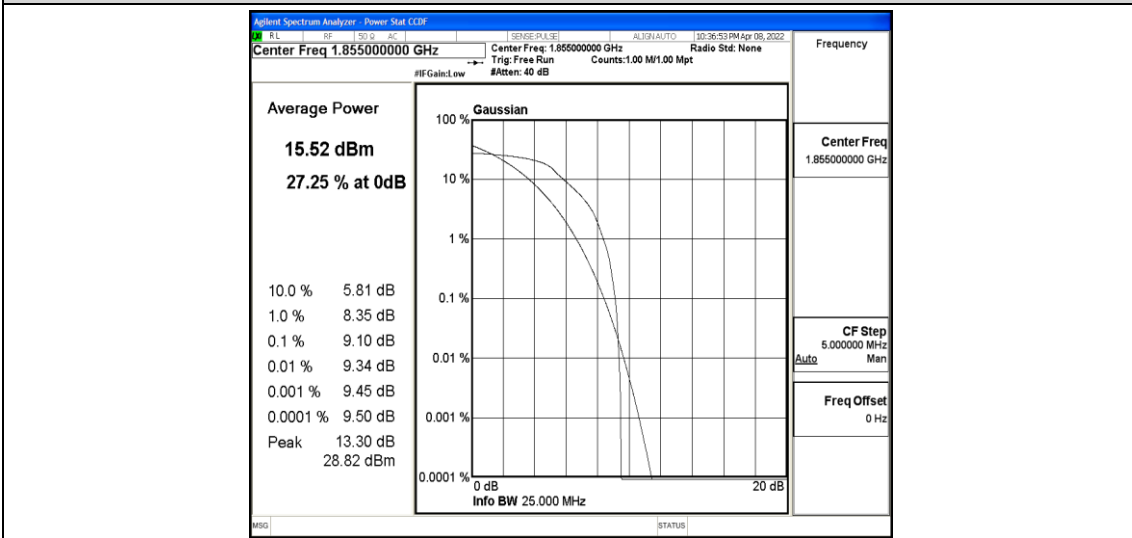 Agilent Spectrum Analyzer - Power Stat CCDF
LXI RL RF 50 Ω AC SENSE:PULSE ALIGN AUTO 10:36:53 PM Apr 08, 2022
Center Freq 1.855000000 GHz
Center Freq: 1.855000000 GHz Radio Std: None
Trig: Free Run Counts:1.00 M/1.00 Mpt
#IFGain:Low #Atten: 40 dB
Frequency
Average Power
15.52 dBm
27.25 % at 0dB
10.0 % 5.81 dB
1.0 % 8.35 dB
0.1 % 9.10 dB
0.01 % 9.34 dB
0.001 % 9.45 dB
0.0001 % 9.50 dB
Peak 13.30 dB
28.82 dBm
Gaussian
100 %
10 %
1 %
0.1 %
0.01 %
0.001 %
0.0001 %
0 dB 20 dB
Info BW 25.000 MHz
Center Freq
1.855000000 GHz
CF Step
5.000000 MHz
Auto Man
Freq Offset
0 Hz
MSG STATUS